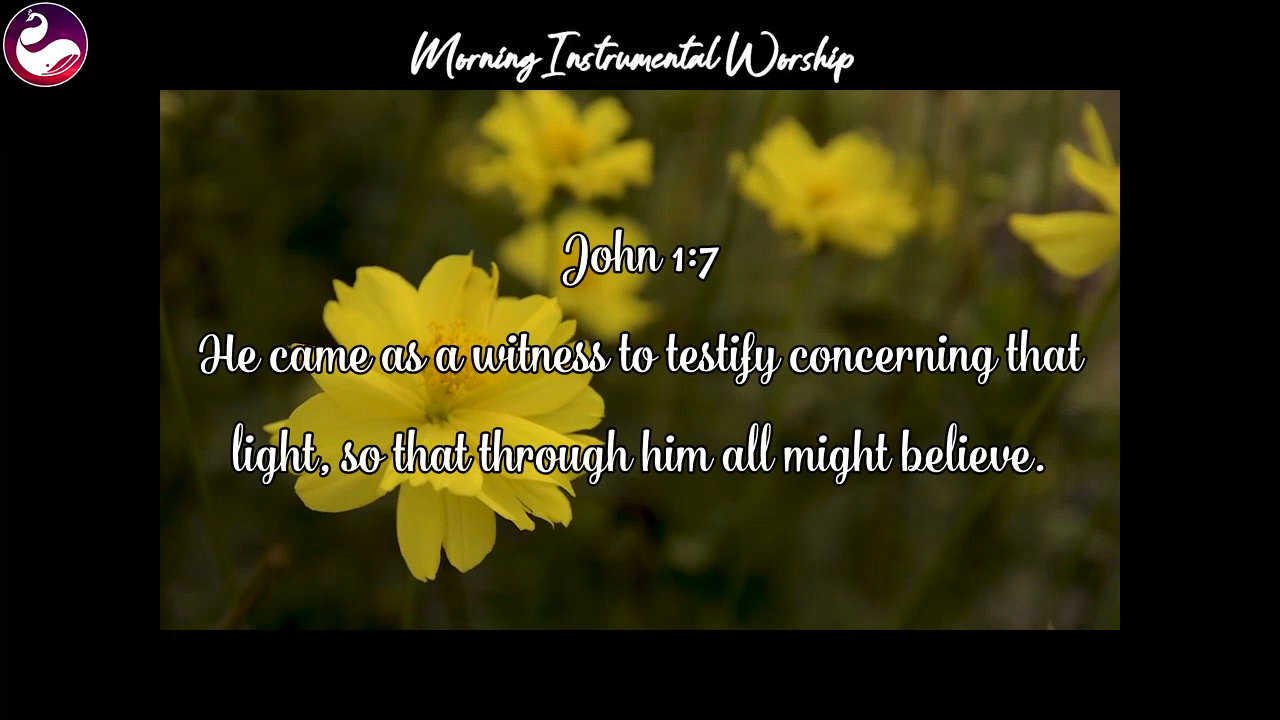 Morning Instrumental Worship
John 1:7
He came as a witness to testify concerning that
light, so that through him all might believe.